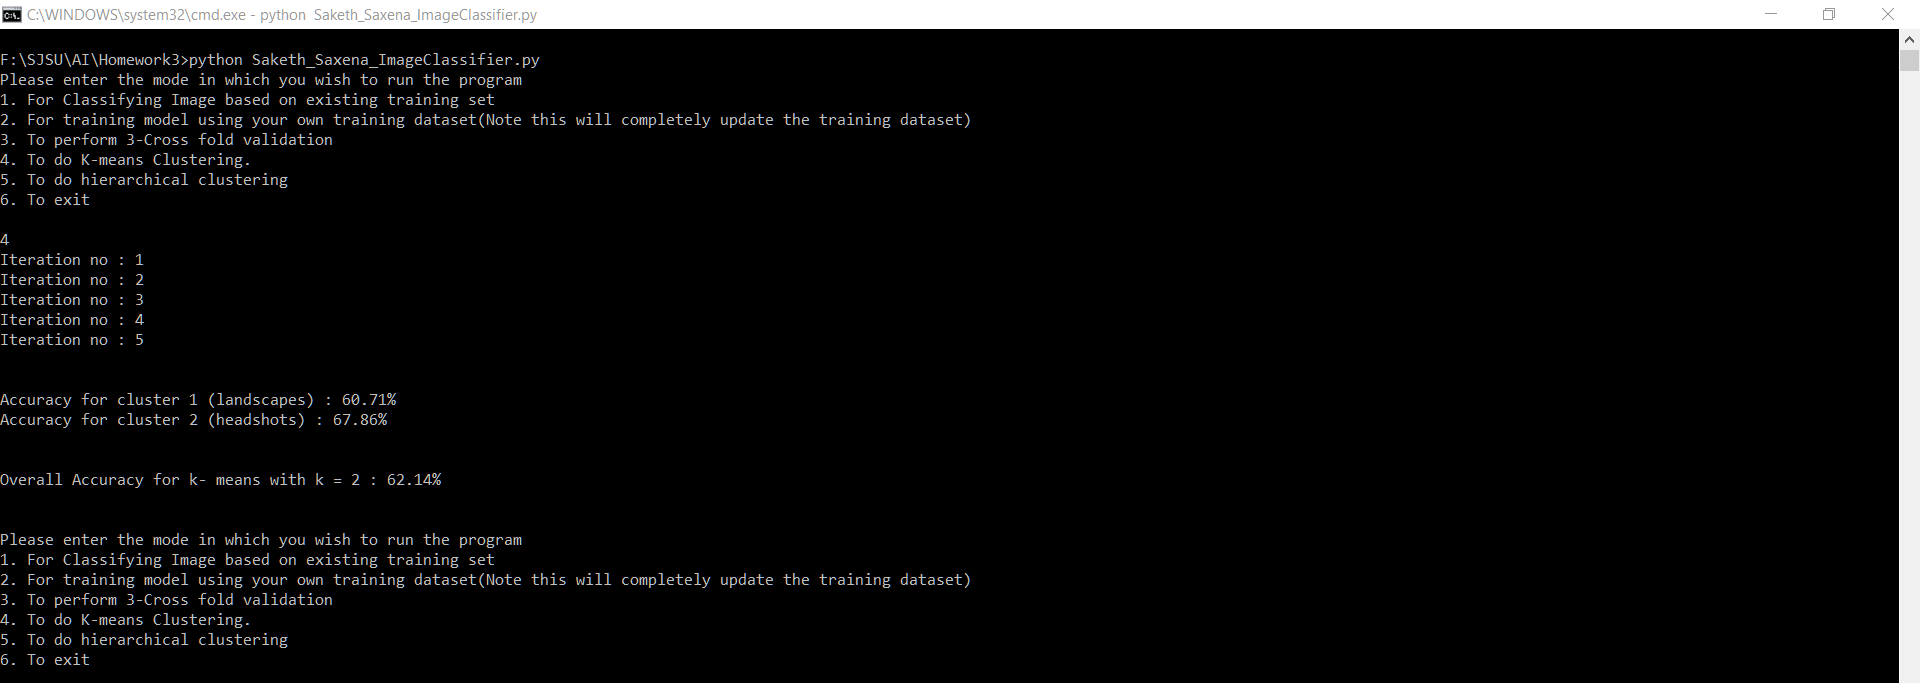 C:\WINDOWS\system32\cmd.exe - python  Saketh_Saxena_ImageClassifier.py
F:\SJSU\AI\Homework3>python Saketh_Saxena_ImageClassifier.py
Please enter the mode in which you wish to run the program
1. For Classifying Image based on existing training set
2. For training model using your own training dataset(Note this will completely update the training dataset)
3. To perform 3-Cross fold validation
4. To do K-means Clustering.
5. To do hierarchical clustering
6. To exit
4
Iteration no : 1
Iteration no : 2
Iteration no : 3
Iteration no : 4
Iteration no : 5
Accuracy for cluster 1 (landscapes) : 60.71%
Accuracy for cluster 2 (headshots) : 67.86%
Overall Accuracy for k- means with k = 2 : 62.14%
Please enter the mode in which you wish to run the program
1. For Classifying Image based on existing training set
2. For training model using your own training dataset(Note this will completely update the training dataset)
3. To perform 3-Cross fold validation
4. To do K-means Clustering.
5. To do hierarchical clustering
6. To exit